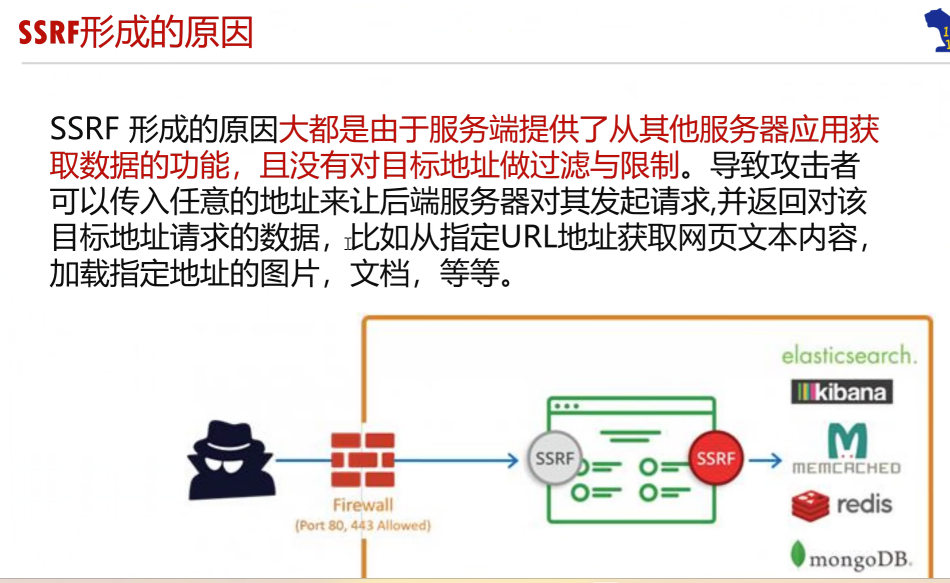 SSRF形成的原因
SSRF 形成的原因大都是由于服务端提供了从其他服务器应用获
取数据的功能，且没有对目标地址做过滤与限制。导致攻击者
可以传入任意的地址来让后端服务器对其发起请求,并返回对该
目标地址请求的数据，比如从指定URL地址获取网页文本内容，
加载指定地址的图片，文档，等等。
elasticsearch.
kibana
MEMCACHED
SSRF
SSRF
redis
Firewall
(Port 80, 443 Allowed)
mongoDB.